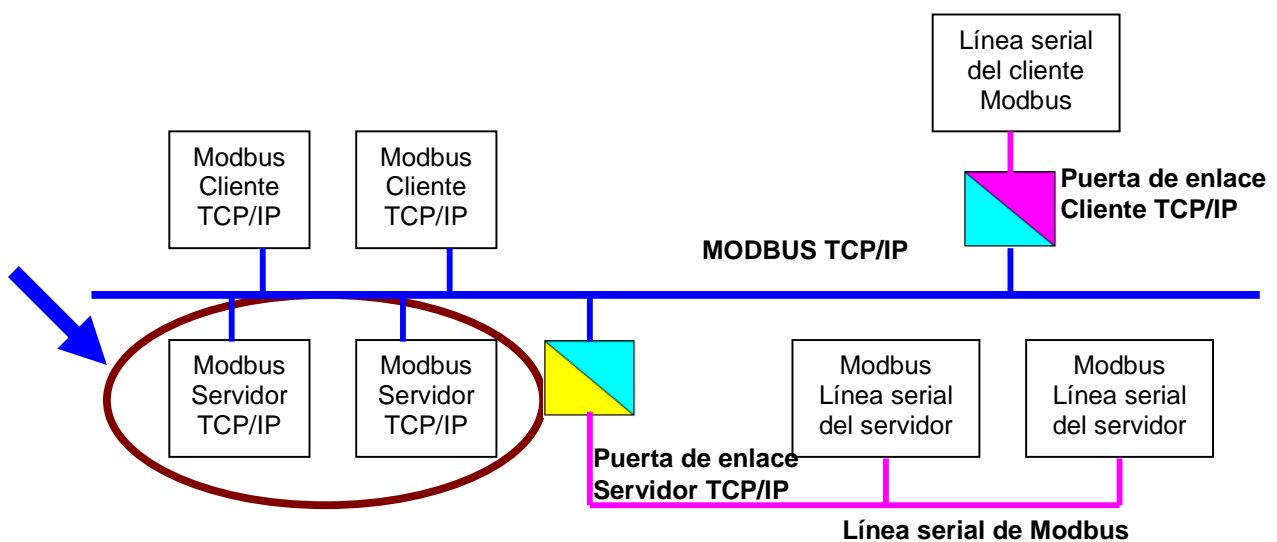 Línea serial
del cliente
Modbus
Modbus
Cliente
TCP/IP
Modbus
Cliente
TCP/IP
Puerta de enlace
Cliente TCP/IP
MODBUS TCP/IP
Modbus
Servidor
TCP/IP
Modbus
Servidor
TCP/IP
Modbus
Línea serial
del servidor
Modbus
Línea serial
del servidor
Puerta de enlace
Servidor TCP/IP
Línea serial de Modbus